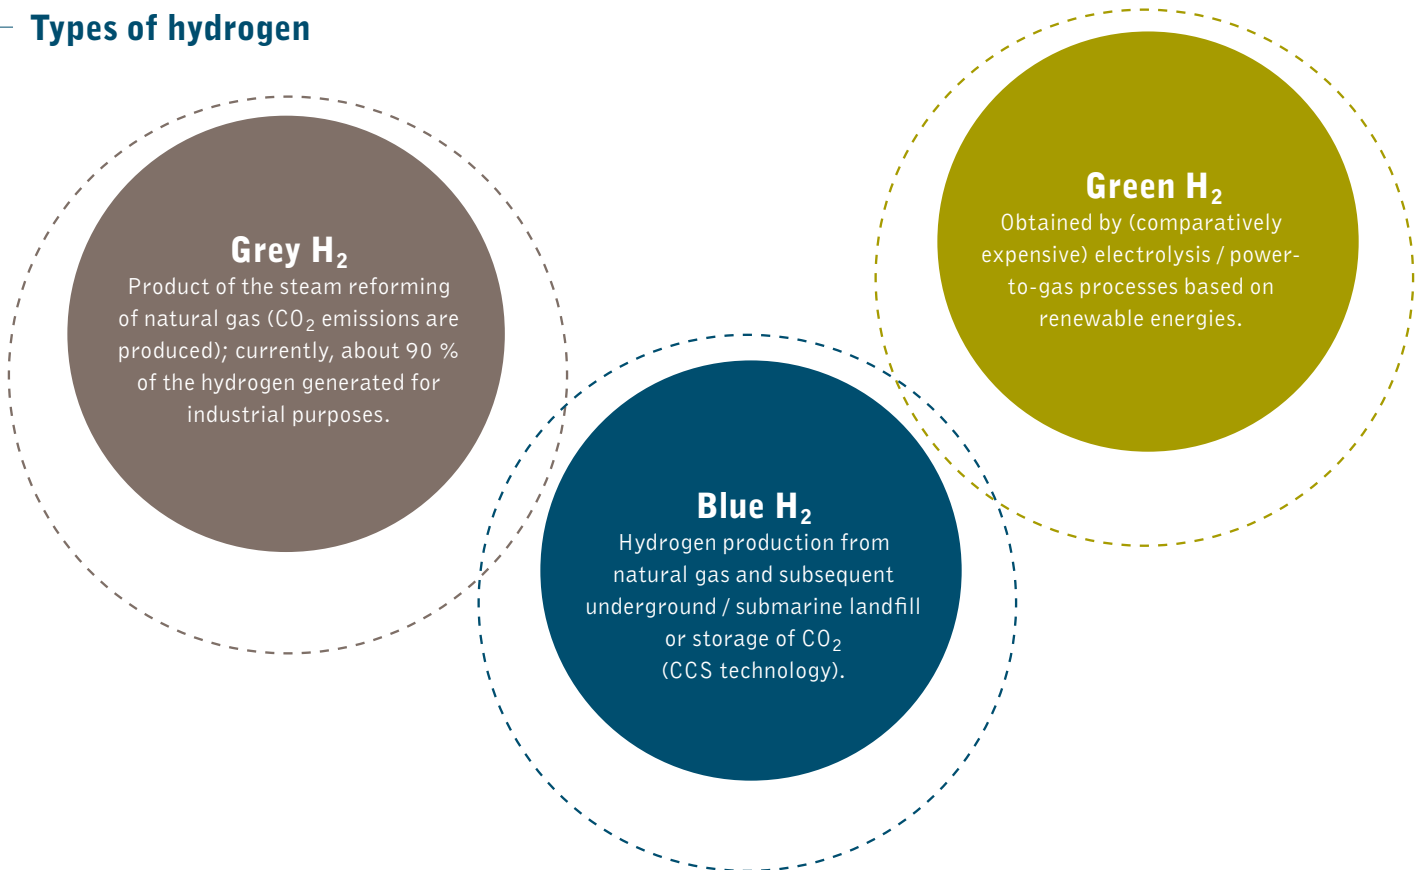 Types of hydrogen
Grey H₂
Product of the steam reforming
of natural gas (CO₂ emissions are
produced); currently, about 90 %
of the hydrogen generated for
industrial purposes.
Blue H₂
Hydrogen production from
natural gas and subsequent
underground / submarine landfill
or storage of CO₂
(CCS technology).
Green H₂
Obtained by (comparatively
expensive) electrolysis / power-
to-gas processes based on
renewable energies.